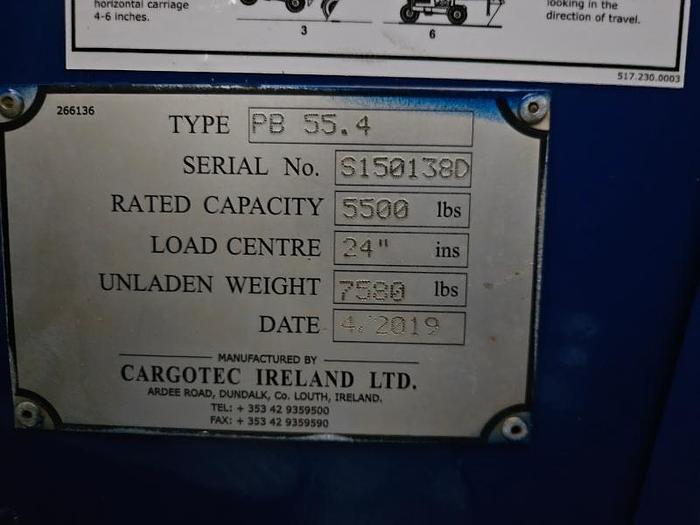 horizontal carriage
4-6 inches.
3
6
looking in the
direction of travel.
517.230.0003
266136
TYPE PB 55.4
SERIAL No. S150138D
RATED CAPACITY 5500 lbs
LOAD CENTRE 24" ins
UNLADEN WEIGHT 7580 lbs
DATE 4/2019
MANUFACTURED BY
CARGOTEC IRELAND LTD.
ARDEE ROAD, DUNDALK, Co. LOUTH, IRELAND.
TEL: + 353 42 9359500
FAX: + 353 42 9359590